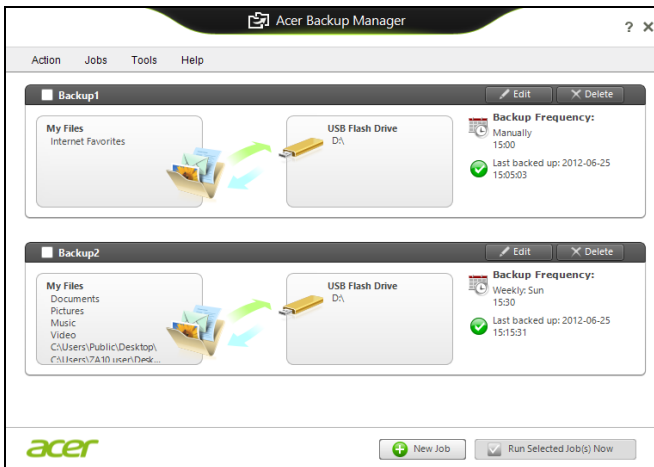 Acer Backup Manager
? X
Action Jobs Tools Help
Backup1
Edit
Delete
My Files
Internet Favorites
USB Flash Drive
D:\
Backup Frequency:
Manually
15:00
Last backed up: 2012-06-25
15:05:03
Backup2
Edit
Delete
My Files
Documents
Pictures
Music
Video
C:\Users\Public\Desktop\
C:\Users\ZA10 user\Desk...
USB Flash Drive
D:\
Backup Frequency:
Weekly: Sun
15:30
Last backed up: 2012-06-25
15:15:31
acer
New Job
Run Selected Job(s) Now